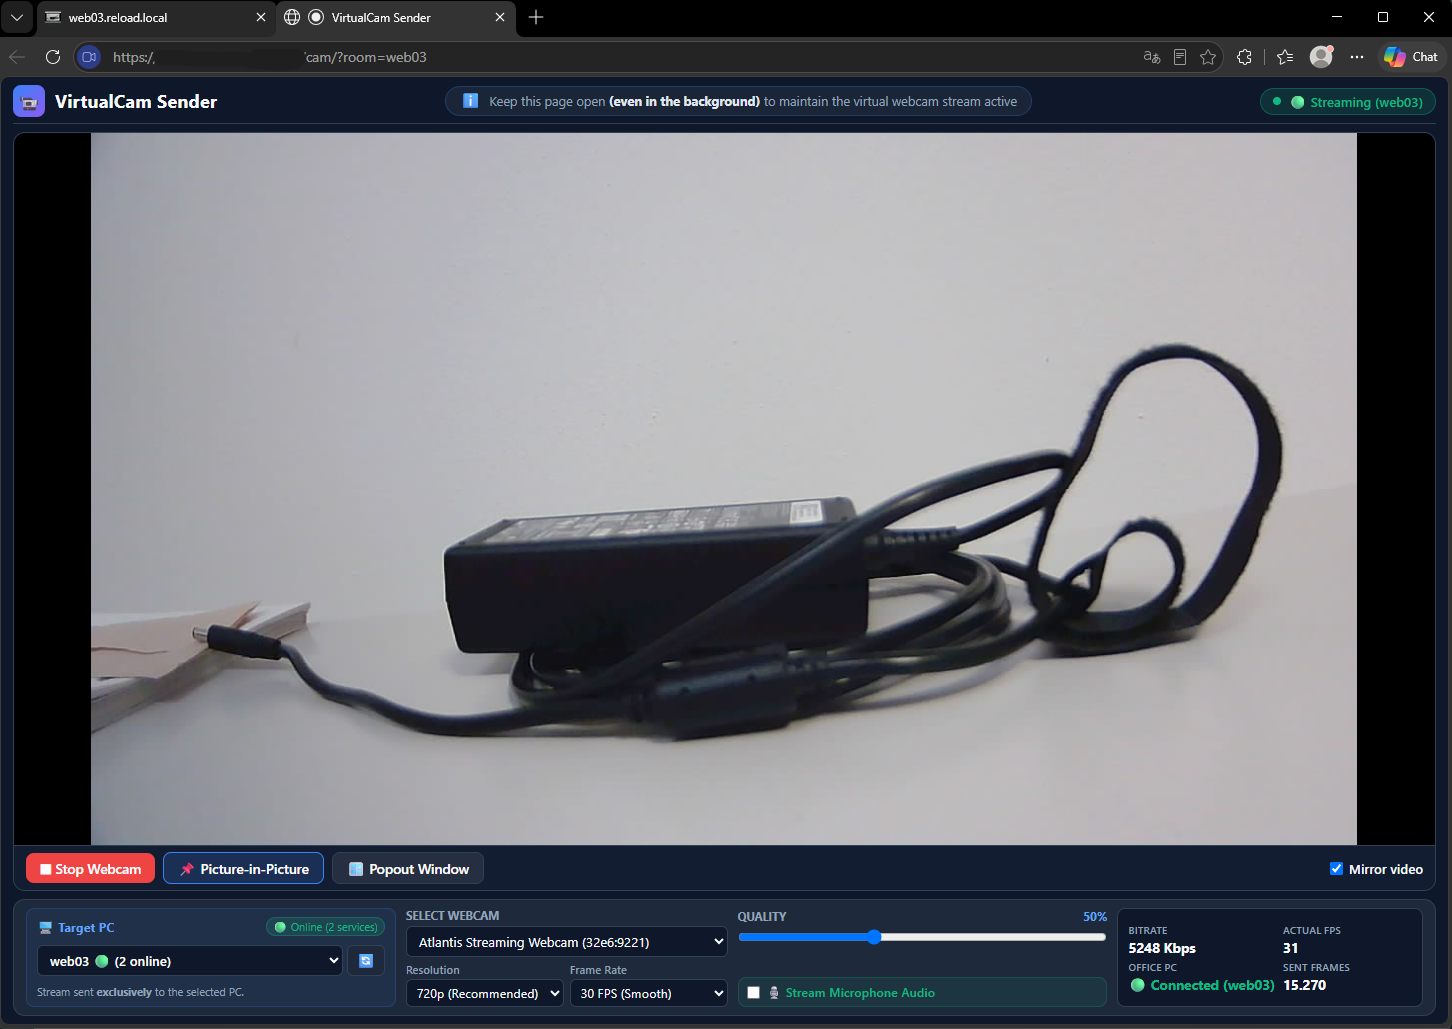 web03.reload.local
VirtualCam Sender
https:/
cam/?room=web03
Chat
VirtualCam Sender
Keep this page open (even in the background) to maintain the virtual webcam stream active
Streaming (web03)
Stop Webcam
Picture-in-Picture
Popout Window
Mirror video
Target PC
Online (2 services)
web03 (2 online)
Stream sent exclusively to the selected PC.
SELECT WEBCAM
Atlantis Streaming Webcam (32e6:9221)
Resolution
Frame Rate
720p (Recommended)
30 FPS (Smooth)
QUALITY
50%
Stream Microphone Audio
BITRATE
ACTUAL FPS
5248 Kbps
31
OFFICE PC
SENT FRAMES
Connected (web03)
15.270